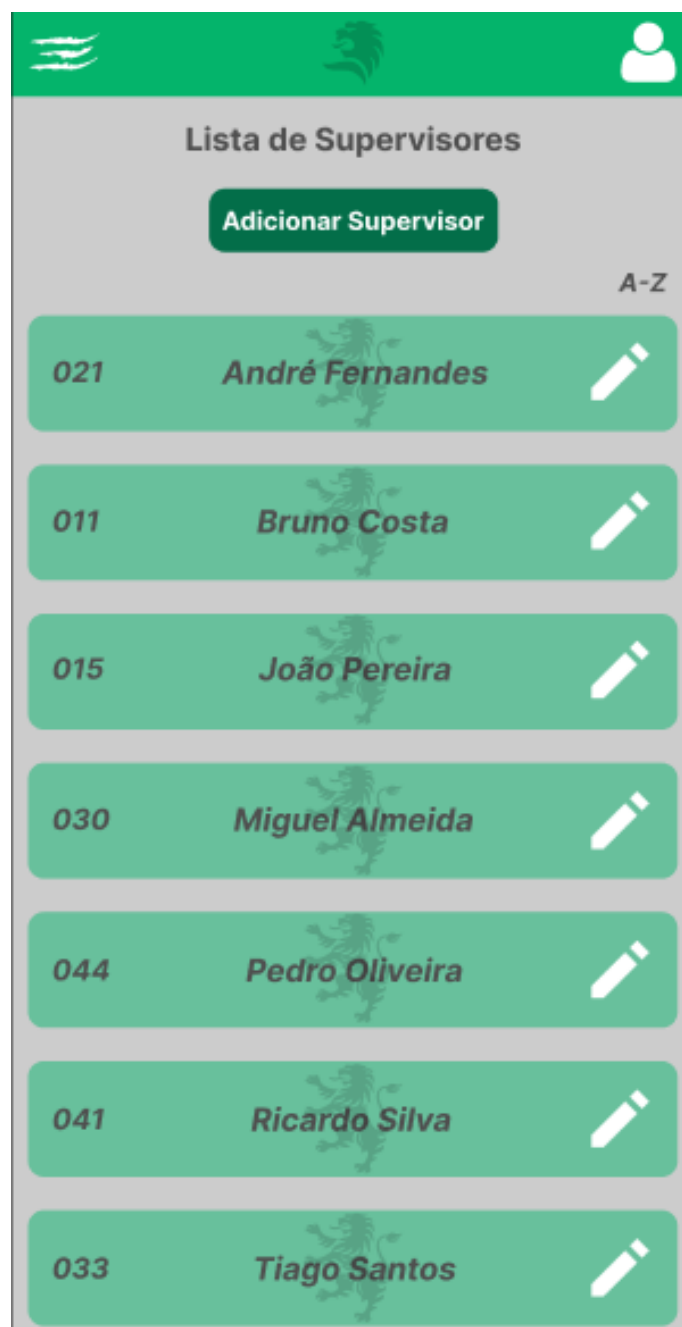 Lista de Supervisores
Adicionar Supervisor
A-Z
021 André Fernandes
011 Bruno Costa
015 João Pereira
030 Miguel Almeida
044 Pedro Oliveira
041 Ricardo Silva
033 Tiago Santos